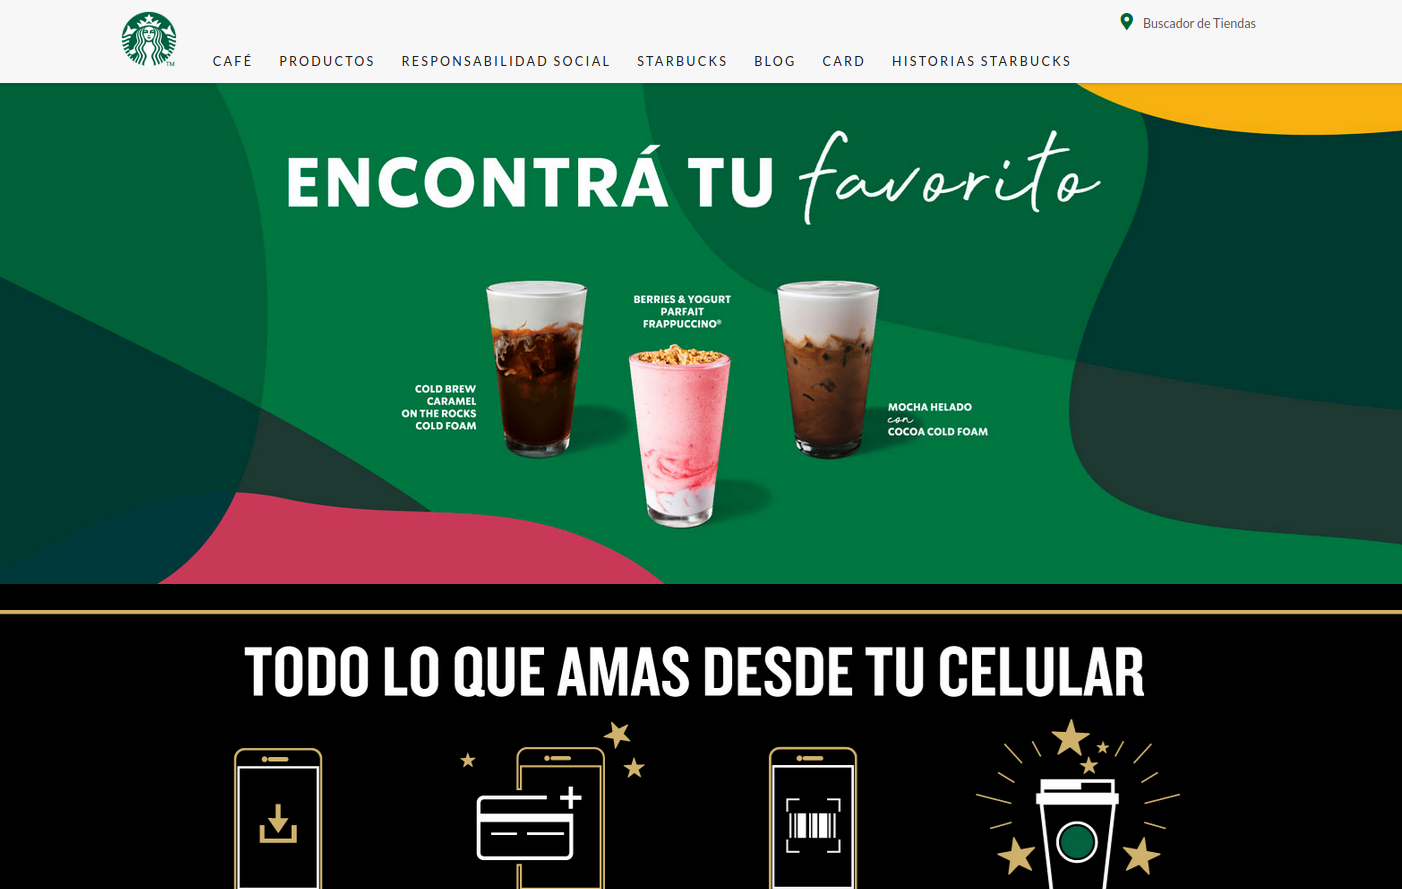 Buscador de Tiendas
CAFÉ PRODUCTOS RESPONSABILIDAD SOCIAL STARBUCKS BLOG CARD HISTORIAS STARBUCKS
ENCONTRÁ TU favorito
BERRIES & YOGURT
PARFAIT
FRAPPUCCINO®
COLD BREW
CARAMEL
ON THE ROCKS
COLD FOAM
MOCHA HELADO
con
COCOA COLD FOAM
TODO LO QUE AMAS DESDE TU CELULAR